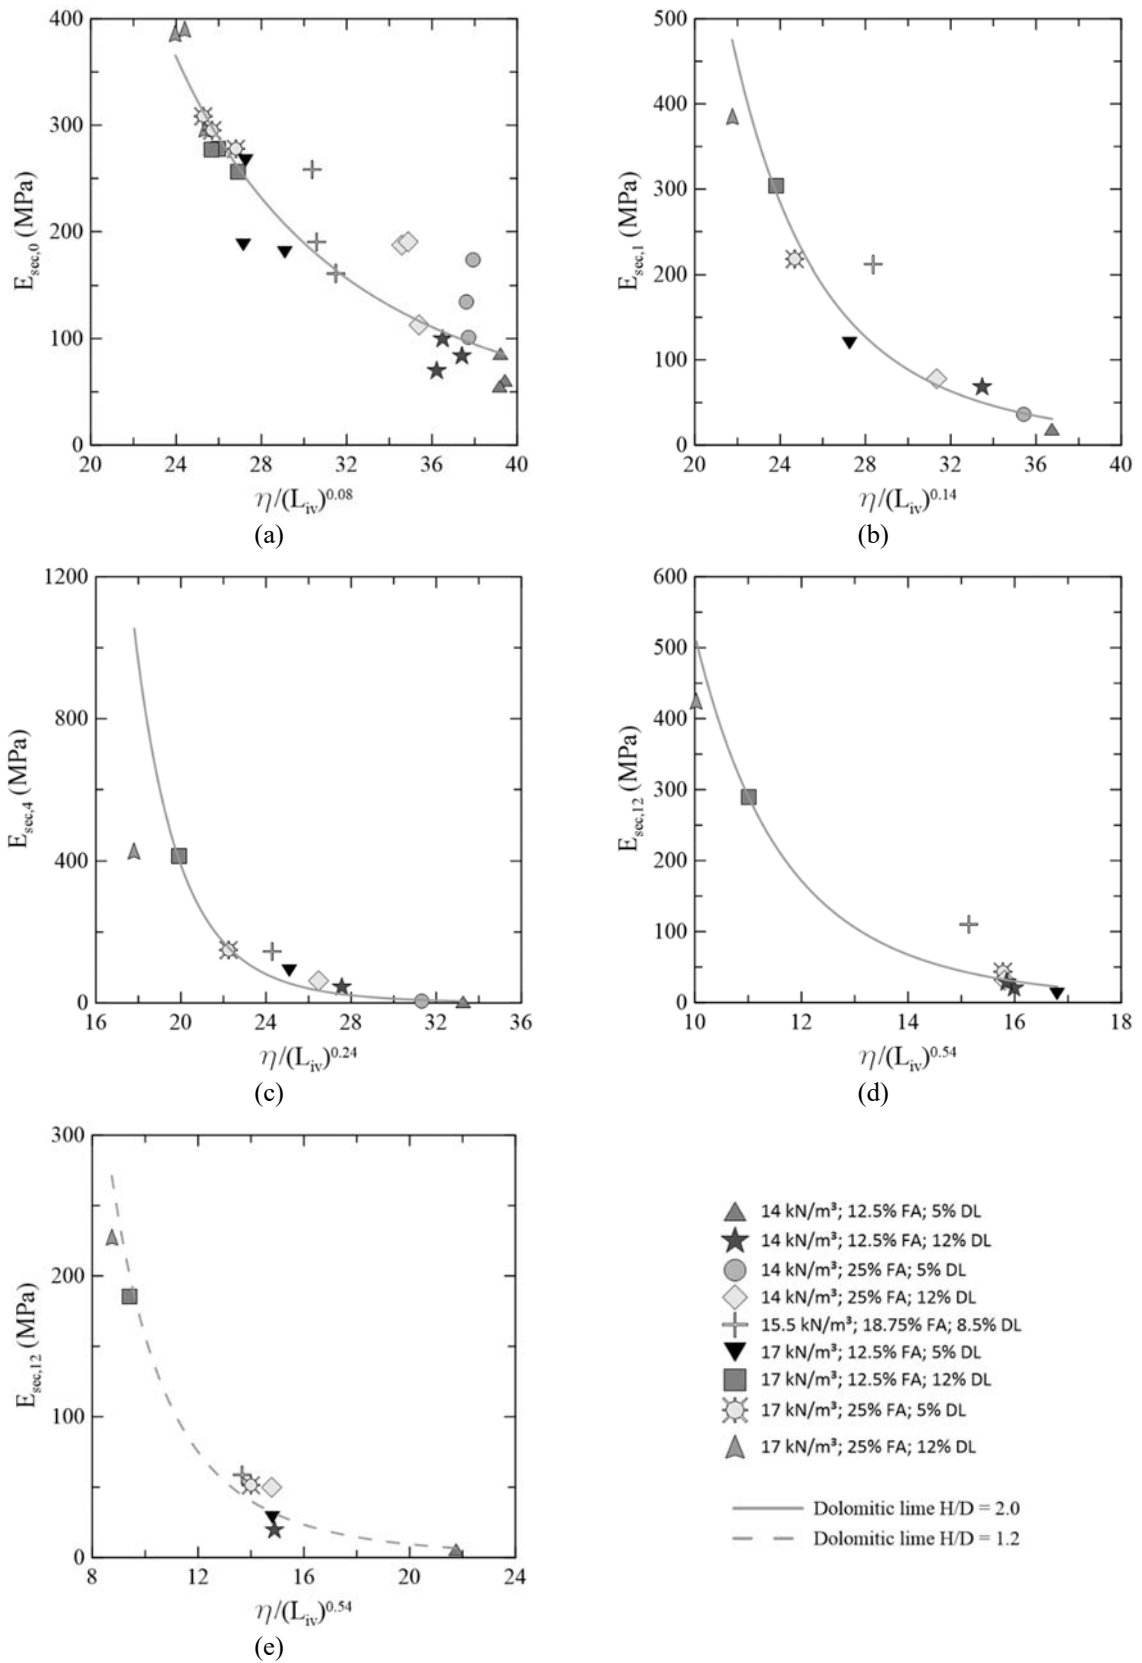 400
300
200
100
0
E_sec,0 (MPa)
20 24 28 32 36 40
η/(L_iv)^0.08
(a)
500
400
300
200
100
0
E_sec,1 (MPa)
20 24 28 32 36 40
η/(L_iv)^0.14
(b)
1200
800
400
0
E_sec,4 (MPa)
16 20 24 28 32 36
η/(L_iv)^0.24
(c)
600
500
400
300
200
100
0
E_sec,12 (MPa)
10 12 14 16 18
η/(L_iv)^0.54
(d)
300
200
100
0
E_sec,12 (MPa)
8 12 16 20 24
η/(L_iv)^0.54
(e)
14 kN/m³; 12.5% FA; 5% DL
14 kN/m³; 12.5% FA; 12% DL
14 kN/m³; 25% FA; 5% DL
14 kN/m³; 25% FA; 12% DL
15.5 kN/m³; 18.75% FA; 8.5% DL
17 kN/m³; 12.5% FA; 5% DL
17 kN/m³; 12.5% FA; 12% DL
17 kN/m³; 25% FA; 5% DL
17 kN/m³; 25% FA; 12% DL
Dolomitic lime H/D = 2.0
Dolomitic lime H/D = 1.2